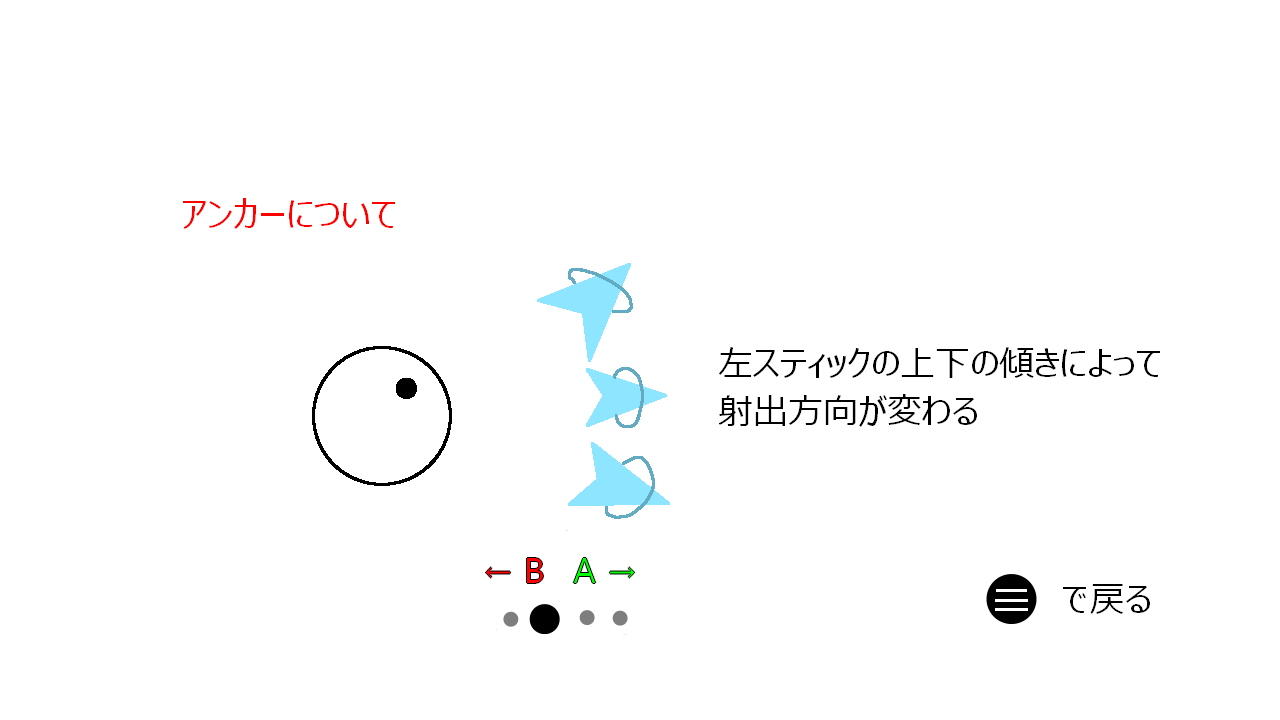 アンカーについて
左スティックの上下の傾きによって
射出方向が変わる
← B A →
で戻る